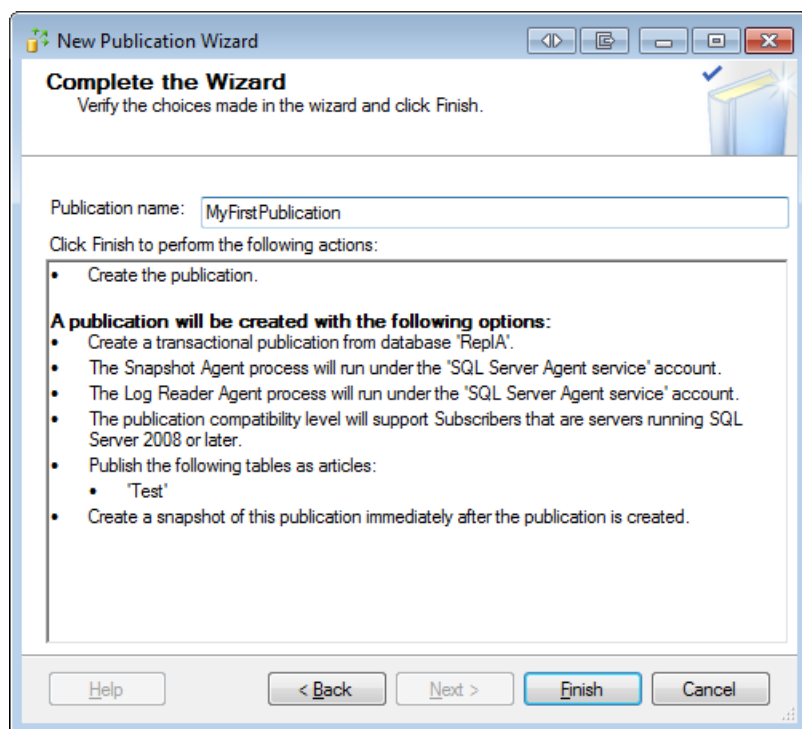 New Publication Wizard
Complete the Wizard
Verify the choices made in the wizard and click Finish.
Publication name: MyFirstPublication
Click Finish to perform the following actions:
• Create the publication.
A publication will be created with the following options:
• Create a transactional publication from database 'ReplA'.
• The Snapshot Agent process will run under the 'SQL Server Agent service' account.
• The Log Reader Agent process will run under the 'SQL Server Agent service' account.
• The publication compatibility level will support Subscribers that are servers running SQL
Server 2008 or later.
• Publish the following tables as articles:
• 'Test'
• Create a snapshot of this publication immediately after the publication is created.
Help < Back Next > Finish Cancel